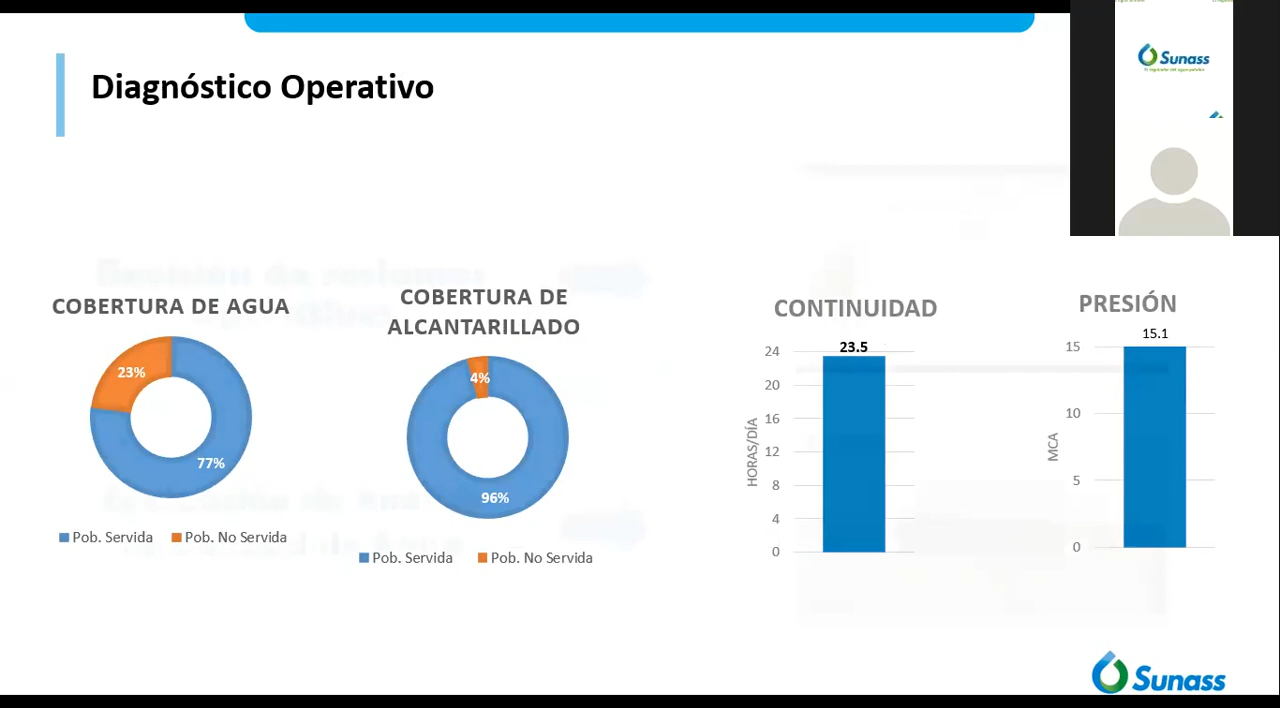 Diagnóstico Operativo
Sunass
COBERTURA DE AGUA
23%
77%
Pob. Servida
Pob. No Servida
COBERTURA DE
ALCANTARILLADO
4%
96%
Pob. Servida
Pob. No Servida
CONTINUIDAD
23.5
24
20
16
12
8
4
0
HORAS/DÍA
PRESIÓN
15.1
15
10
5
0
MCA
Sunass